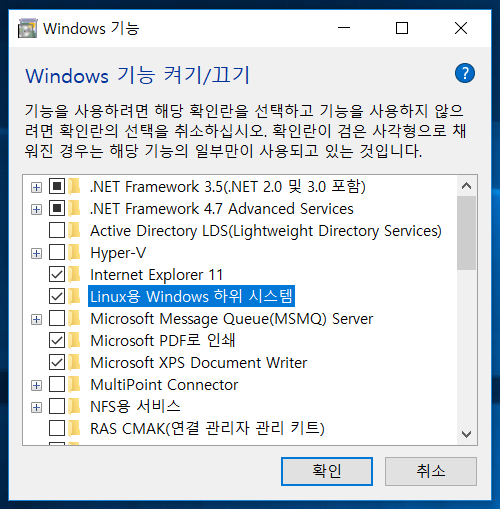 Windows 기능
Windows 기능 켜기/끄기
기능을 사용하려면 해당 확인란을 선택하고 기능을 사용하지 않으
려면 확인란의 선택을 취소하십시오. 확인란이 검은 사각형으로 채
워진 경우는 해당 기능의 일부만이 사용되고 있는 것입니다.
.NET Framework 3.5(.NET 2.0 및 3.0 포함)
.NET Framework 4.7 Advanced Services
Active Directory LDS(Lightweight Directory Services)
Hyper-V
Internet Explorer 11
Linux용 Windows 하위 시스템
Microsoft Message Queue(MSMQ) Server
Microsoft PDF로 인쇄
Microsoft XPS Document Writer
MultiPoint Connector
NFS용 서비스
RAS CMAK(연결 관리자 관리 키트)
확인
취소